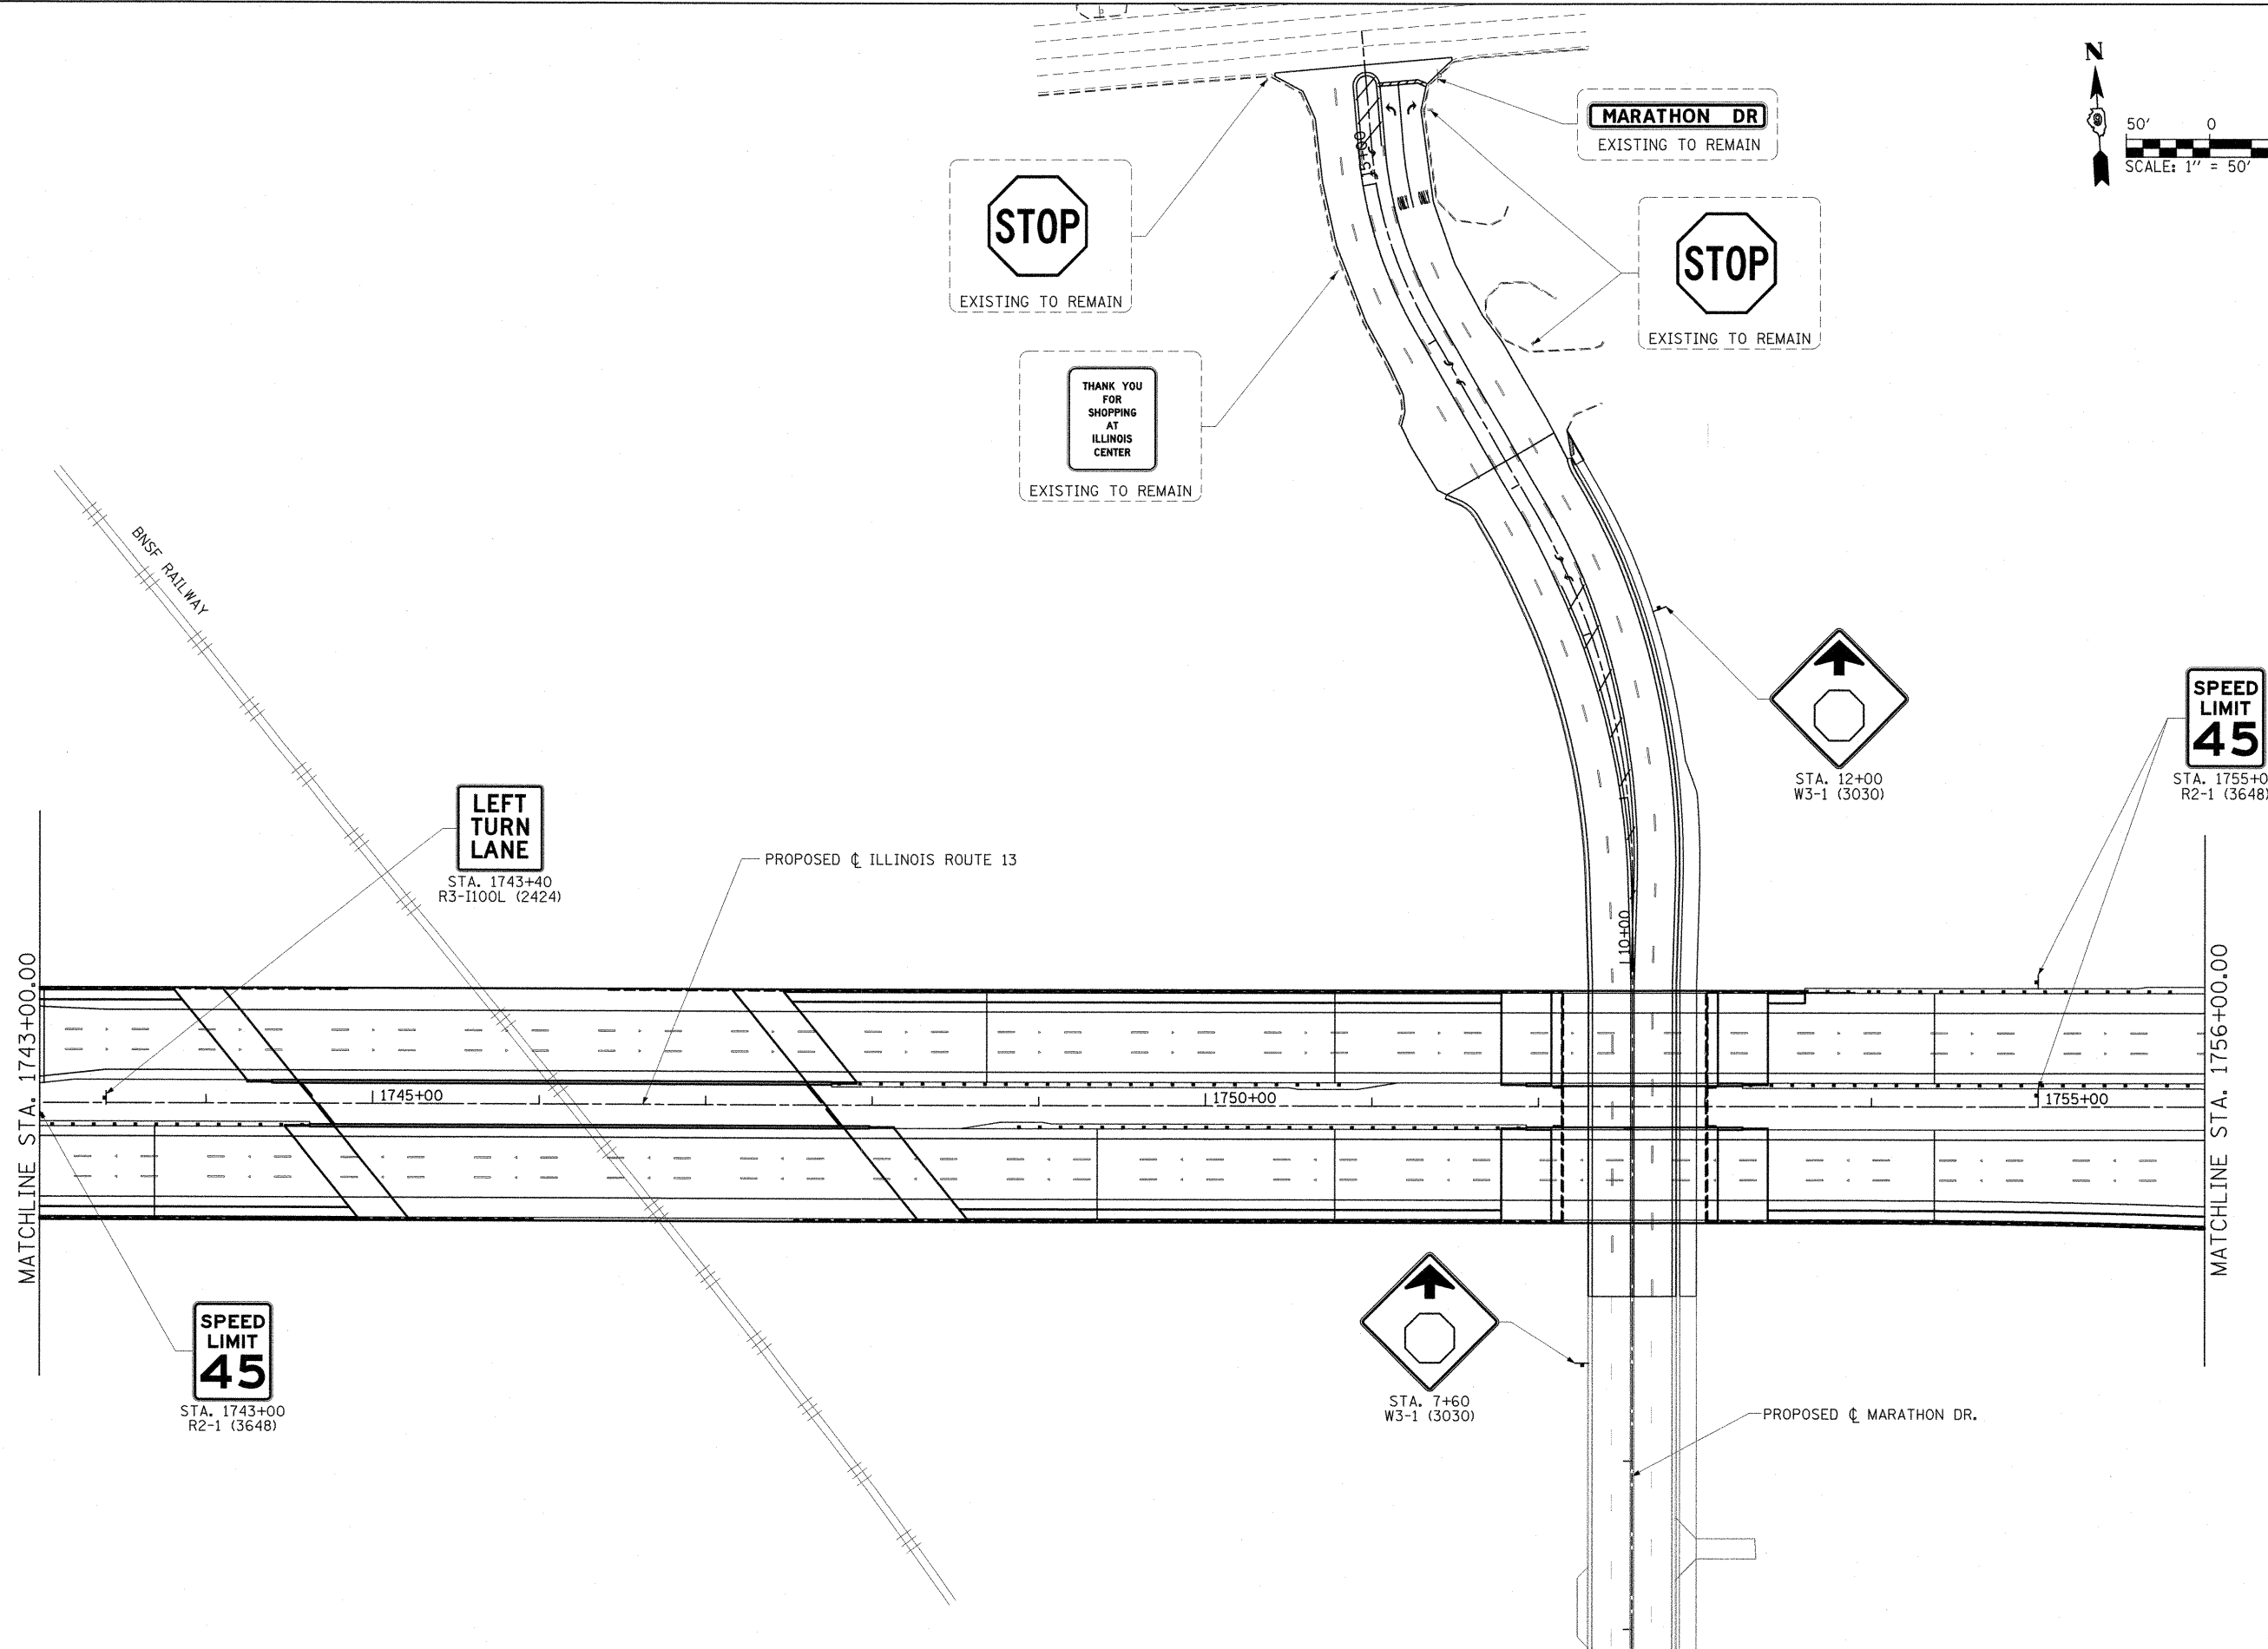 N
50' 0
SCALE: 1" = 50'
MARATHON DR
EXISTING TO REMAIN
STOP
EXISTING TO REMAIN
STOP
EXISTING TO REMAIN
THANK YOU
FOR
SHOPPING
AT
ILLINOIS
CENTER
EXISTING TO REMAIN
15+00
ONLY ONLY
BNSF RAILWAY
STA. 12+00
W3-1 (3030)
SPEED
LIMIT
45
STA. 1755+0
R2-1 (3648)
LEFT
TURN
LANE
STA. 1743+40
R3-I100L (2424)
PROPOSED ℄ ILLINOIS ROUTE 13
10+00
MATCHLINE STA. 1743+00.00
1745+00
1750+00
1755+00
MATCHLINE STA. 1756+00.00
SPEED
LIMIT
45
STA. 1743+00
R2-1 (3648)
STA. 7+60
W3-1 (3030)
PROPOSED ℄ MARATHON DR.